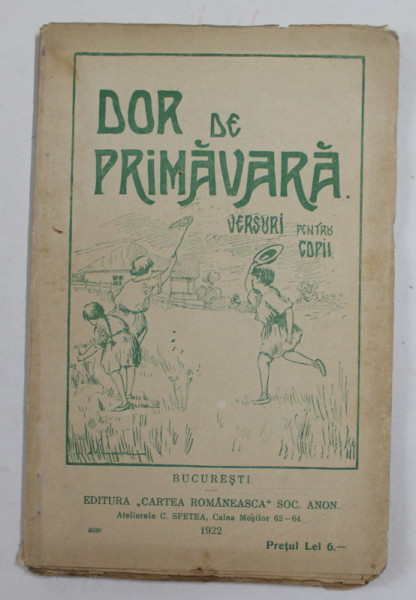 DOR DE
PRIMĂVARĂ.
VERSURI PENTRU
COPII
BUCUREȘTI
EDITURA „CARTEA ROMÂNEASCA” SOC. ANON.
Atelierele C. SFETEA, Calea Moșilor 62—64
1922
Prețul Lei 6.—